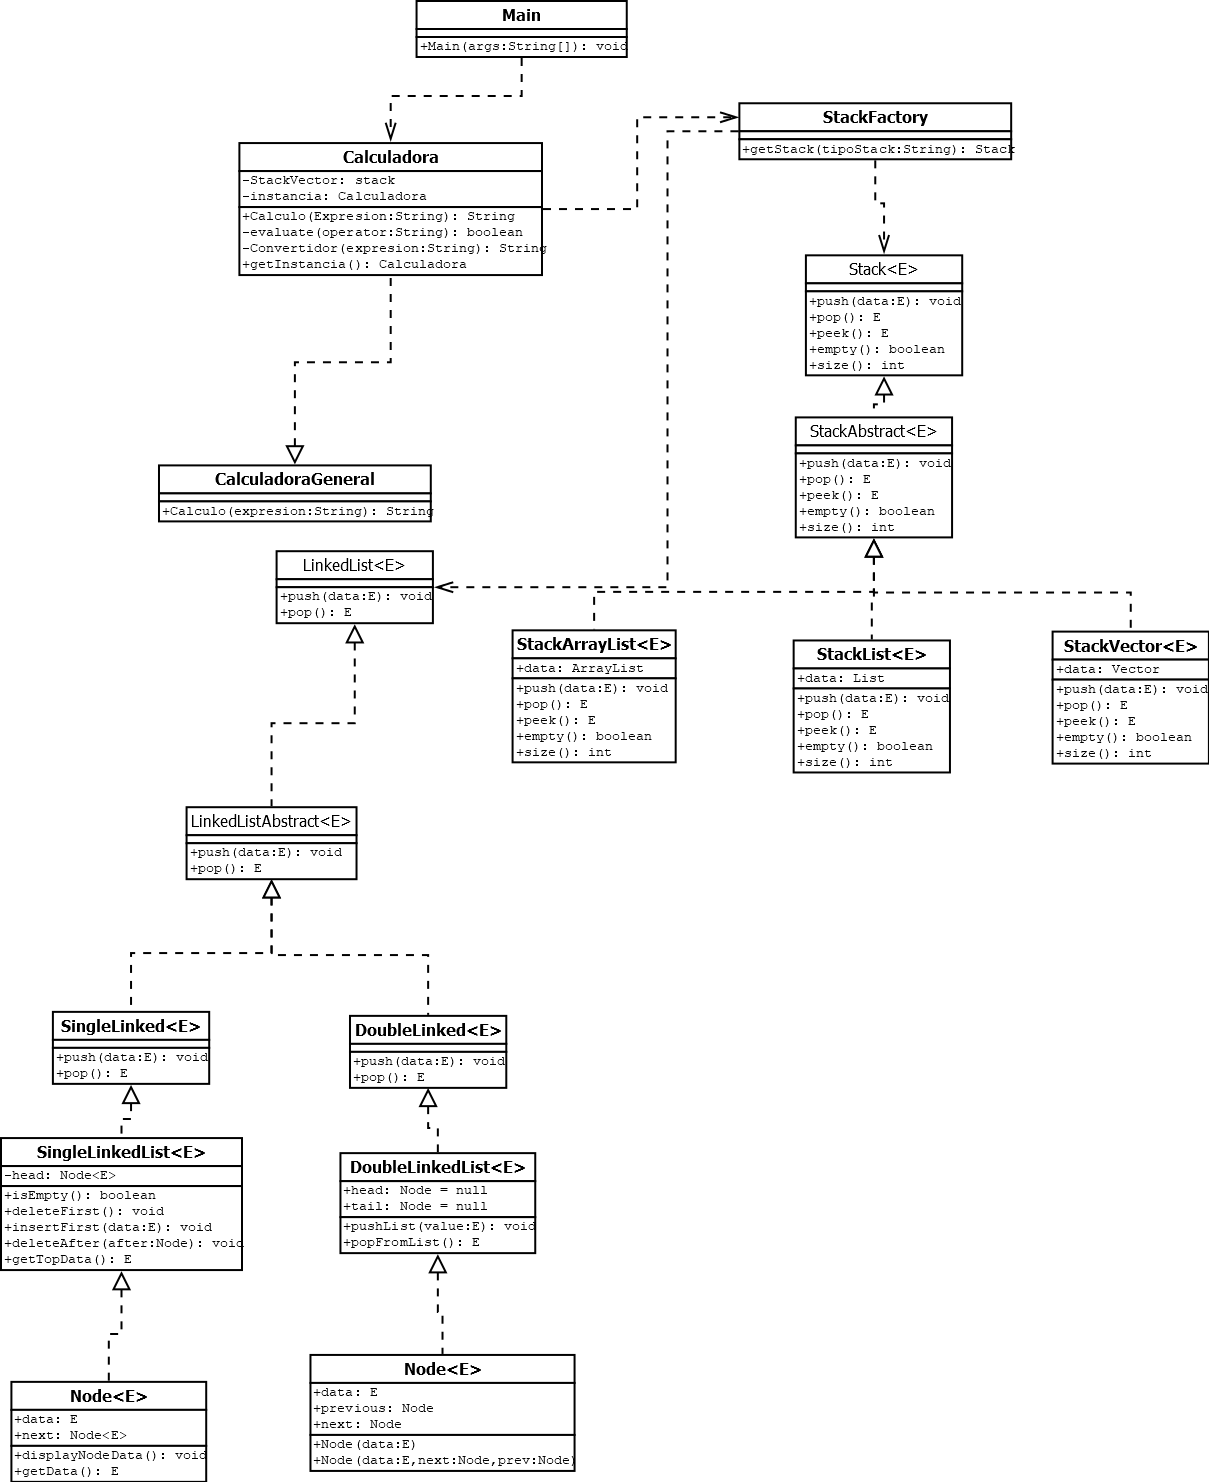 Main
+Main(args:String[]): void
StackFactory
+getStack(tipoStack:String): Stack
Calculadora
-StackVector: stack
-instancia: Calculadora
+Calculo(Expresion:String): String
-evaluate(operator:String): boolean
-Convertidor(expresion:String): String
+getInstancia(): Calculadora
Stack<E>
+push(data:E): void
+pop(): E
+peek(): E
+empty(): boolean
+size(): int
StackAbstract<E>
+push(data:E): void
+pop(): E
+peek(): E
+empty(): boolean
+size(): int
CalculadoraGeneral
+Calculo(expresion:String): String
LinkedList<E>
+push(data:E): void
+pop(): E
StackArrayList<E>
+data: ArrayList
+push(data:E): void
+pop(): E
+peek(): E
+empty(): boolean
+size(): int
StackList<E>
+data: List
+push(data:E): void
+pop(): E
+peek(): E
+empty(): boolean
+size(): int
StackVector<E>
+data: Vector
+push(data:E): void
+pop(): E
+peek(): E
+empty(): boolean
+size(): int
LinkedListAbstract<E>
+push(data:E): void
+pop(): E
SingleLinked<E>
+push(data:E): void
+pop(): E
DoubleLinked<E>
+push(data:E): void
+pop(): E
SingleLinkedList<E>
-head: Node<E>
+isEmpty(): boolean
+deleteFirst(): void
+insertFirst(data:E): void
+deleteAfter(after:Node): void
+getTopData(): E
DoubleLinkedList<E>
+head: Node = null
+tail: Node = null
+pushList(value:E): void
+popFromList(): E
Node<E>
+data: E
+next: Node<E>
+displayNodeData(): void
+getData(): E
Node<E>
+data: E
+previous: Node
+next: Node
+Node(data:E)
+Node(data:E,next:Node,prev:Node)